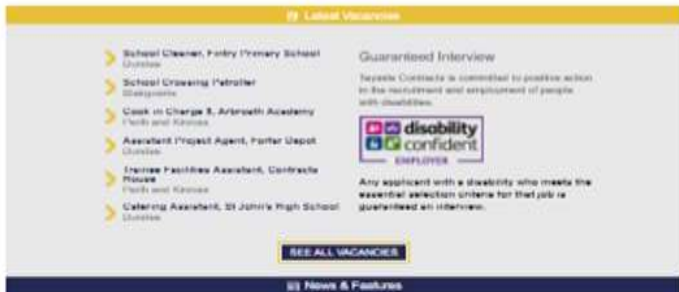 Latest Vacancies
School Cleaner, Fintry Primary School
Dundee
School Crossing Patroller
Blairgowrie
Cook in Charge II, Arbroath Academy
Perth and Kinross
Assistant Project Agent, Forfar Depot
Dundee
Trainee Facilities Assistant, Contracts
House
Perth and Kinross
Catering Assistant, St John's High School
Dundee
Guaranteed Interview
Tayside Contracts is committed to positive action
in the recruitment and employment of people
with disabilities.
disability
confident
EMPLOYER
Any applicant with a disability who meets the
essential selection criteria for that job is
guaranteed an interview.
SEE ALL VACANCIES
News & Features